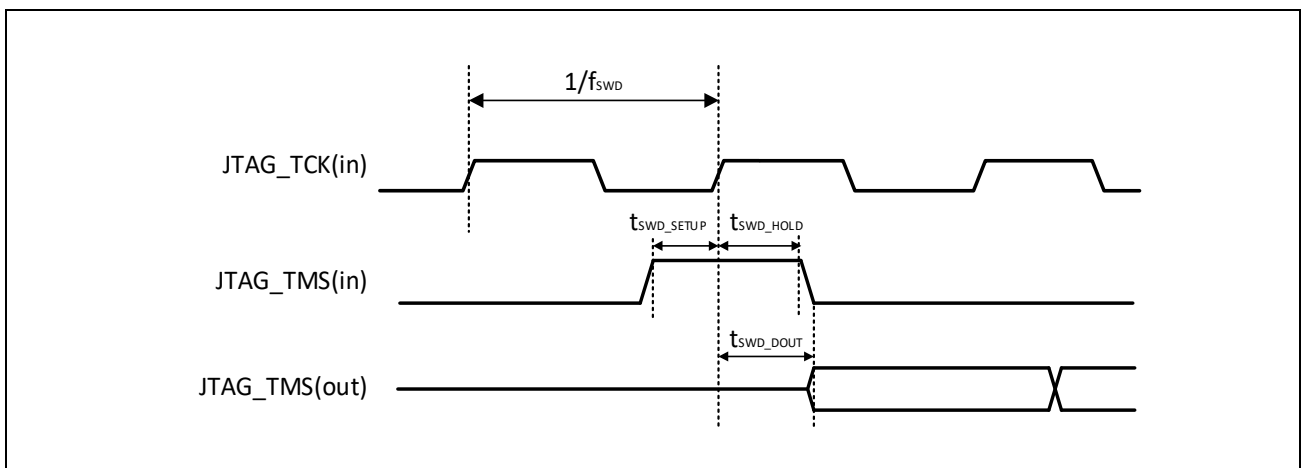 1/fSWD
JTAG_TCK(in)
tSWD_SETUP tSWD_HOLD
JTAG_TMS(in)
tSWD_DOUT
JTAG_TMS(out)